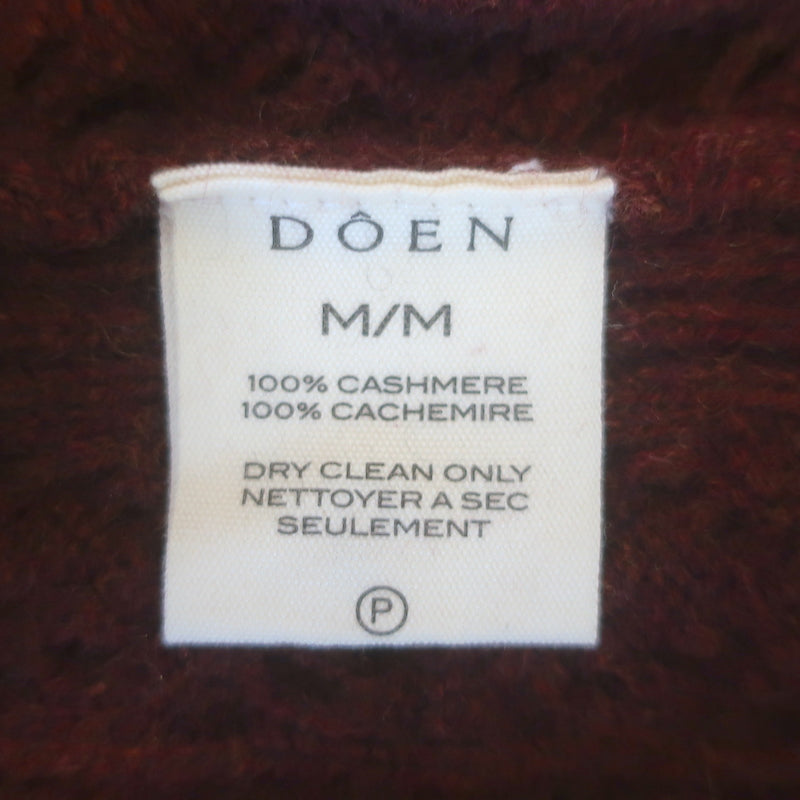 DÔEN
M/M
100% CASHMERE
100% CACHEMIRE
DRY CLEAN ONLY
NETTOYER A SEC
SEULEMENT
P